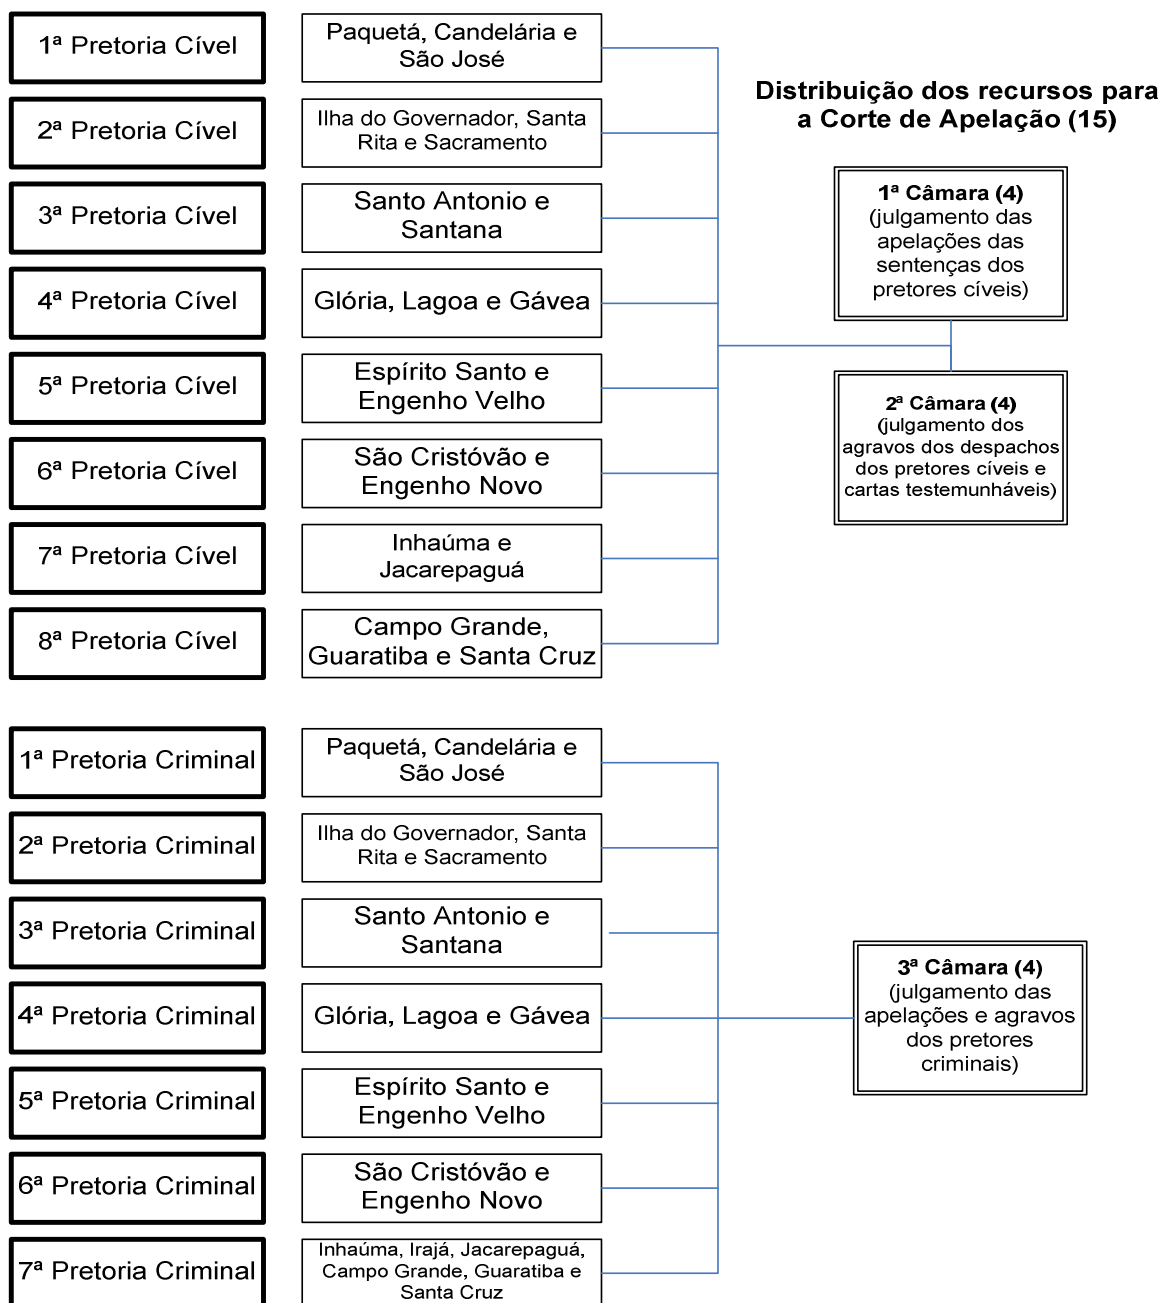 1ª Pretoria Cível
Paquetá, Candelária e
São José
2ª Pretoria Cível
Ilha do Governador, Santa
Rita e Sacramento
3ª Pretoria Cível
Santo Antonio e
Santana
4ª Pretoria Cível
Glória, Lagoa e Gávea
5ª Pretoria Cível
Espírito Santo e
Engenho Velho
6ª Pretoria Cível
São Cristóvão e
Engenho Novo
7ª Pretoria Cível
Inhaúma e
Jacarepaguá
8ª Pretoria Cível
Campo Grande,
Guaratiba e Santa Cruz
Distribuição dos recursos para
a Corte de Apelação (15)
1ª Câmara (4)
(julgamento das
apelações das
sentenças dos
pretores cíveis)
2ª Câmara (4)
(julgamento dos
agravos dos despachos
dos pretores cíveis e
cartas testemunháveis)
1ª Pretoria Criminal
Paquetá, Candelária e
São José
2ª Pretoria Criminal
Ilha do Governador, Santa
Rita e Sacramento
3ª Pretoria Criminal
Santo Antonio e
Santana
4ª Pretoria Criminal
Glória, Lagoa e Gávea
5ª Pretoria Criminal
Espírito Santo e
Engenho Velho
6ª Pretoria Criminal
São Cristóvão e
Engenho Novo
7ª Pretoria Criminal
Inhaúma, Irajá, Jacarepaguá,
Campo Grande, Guaratiba e
Santa Cruz
3ª Câmara (4)
(julgamento das
apelações e agravos
dos pretores
criminais)